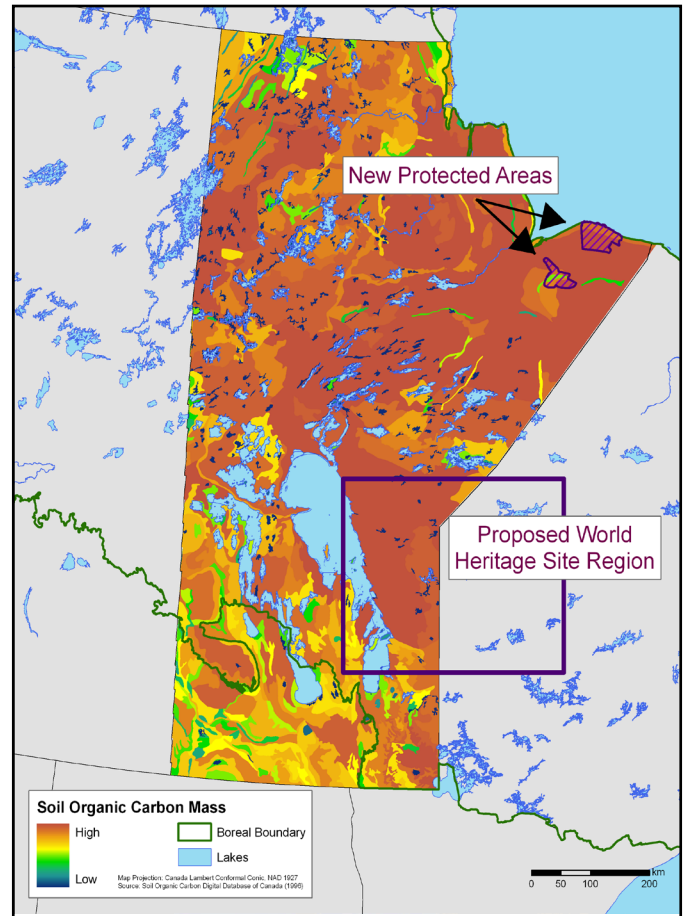 New Protected Areas
Proposed World
Heritage Site Region
Soil Organic Carbon Mass
High
Low
Boreal Boundary
Lakes
Map Projection: Canada Lambert Conformal Conic, NAD 1927
Source: Soil Organic Carbon Digital Database of Canada (1996)
km
0 50 100 200